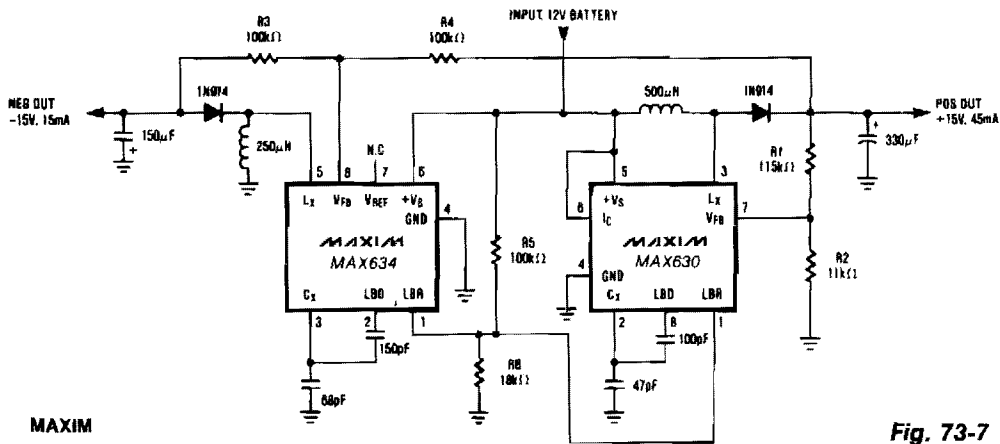 INPUT, 12V BATTERY
R3
100kΩ
R4
100kΩ
NEG OUT
-15V, 15mA
1N914
150μF
+
250μH
N.C
5
8
7
6
LX
VFB
VREF
+VS
GND
4
MAXIM
MAX634
CX
LBD
LBR
3
2
1
150pF
68pF
R5
100kΩ
R6
18kΩ
500μH
1N914
POS OUT
+15V, 45mA
+
330μF
R1
115kΩ
R2
11kΩ
5
3
+VS
LX
6
IC
VFB
7
4
GND
MAXIM
MAX630
CX
LBD
LBR
2
8
1
100pF
47pF
MAXIM
Fig. 73-7